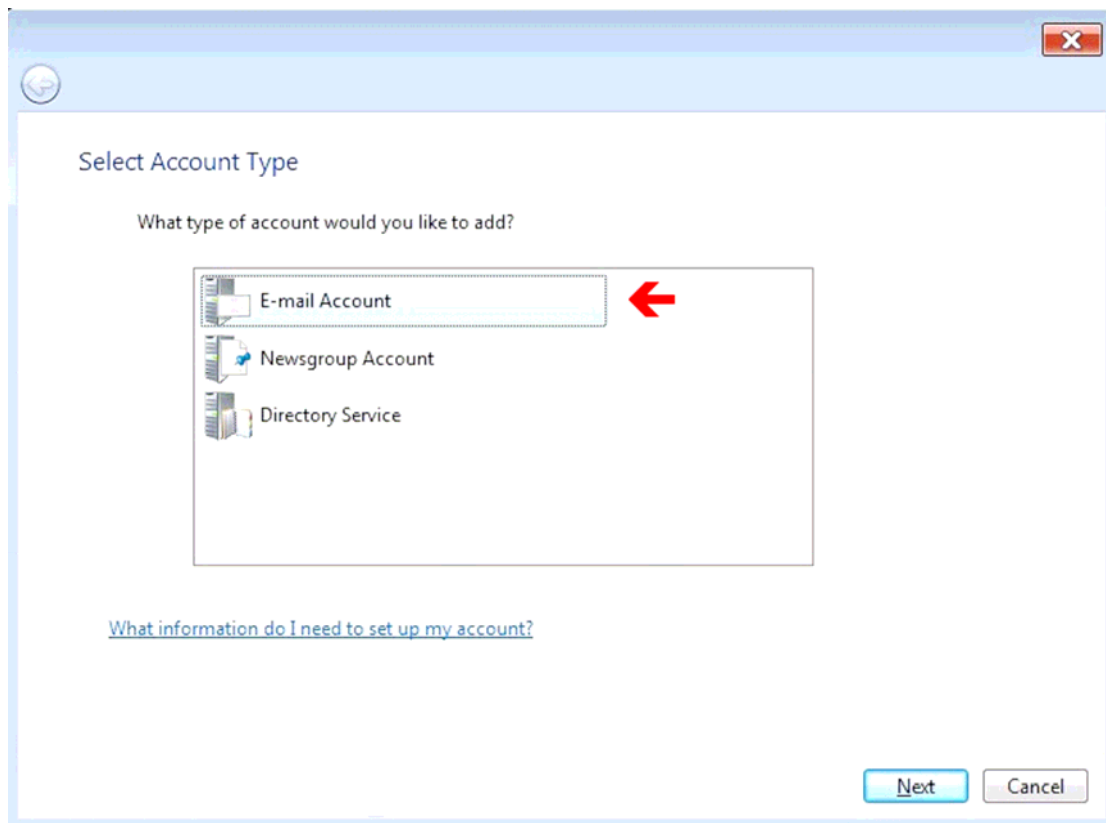 Select Account Type
What type of account would you like to add?
E-mail Account
Newsgroup Account
Directory Service
What information do I need to set up my account?
Next Cancel